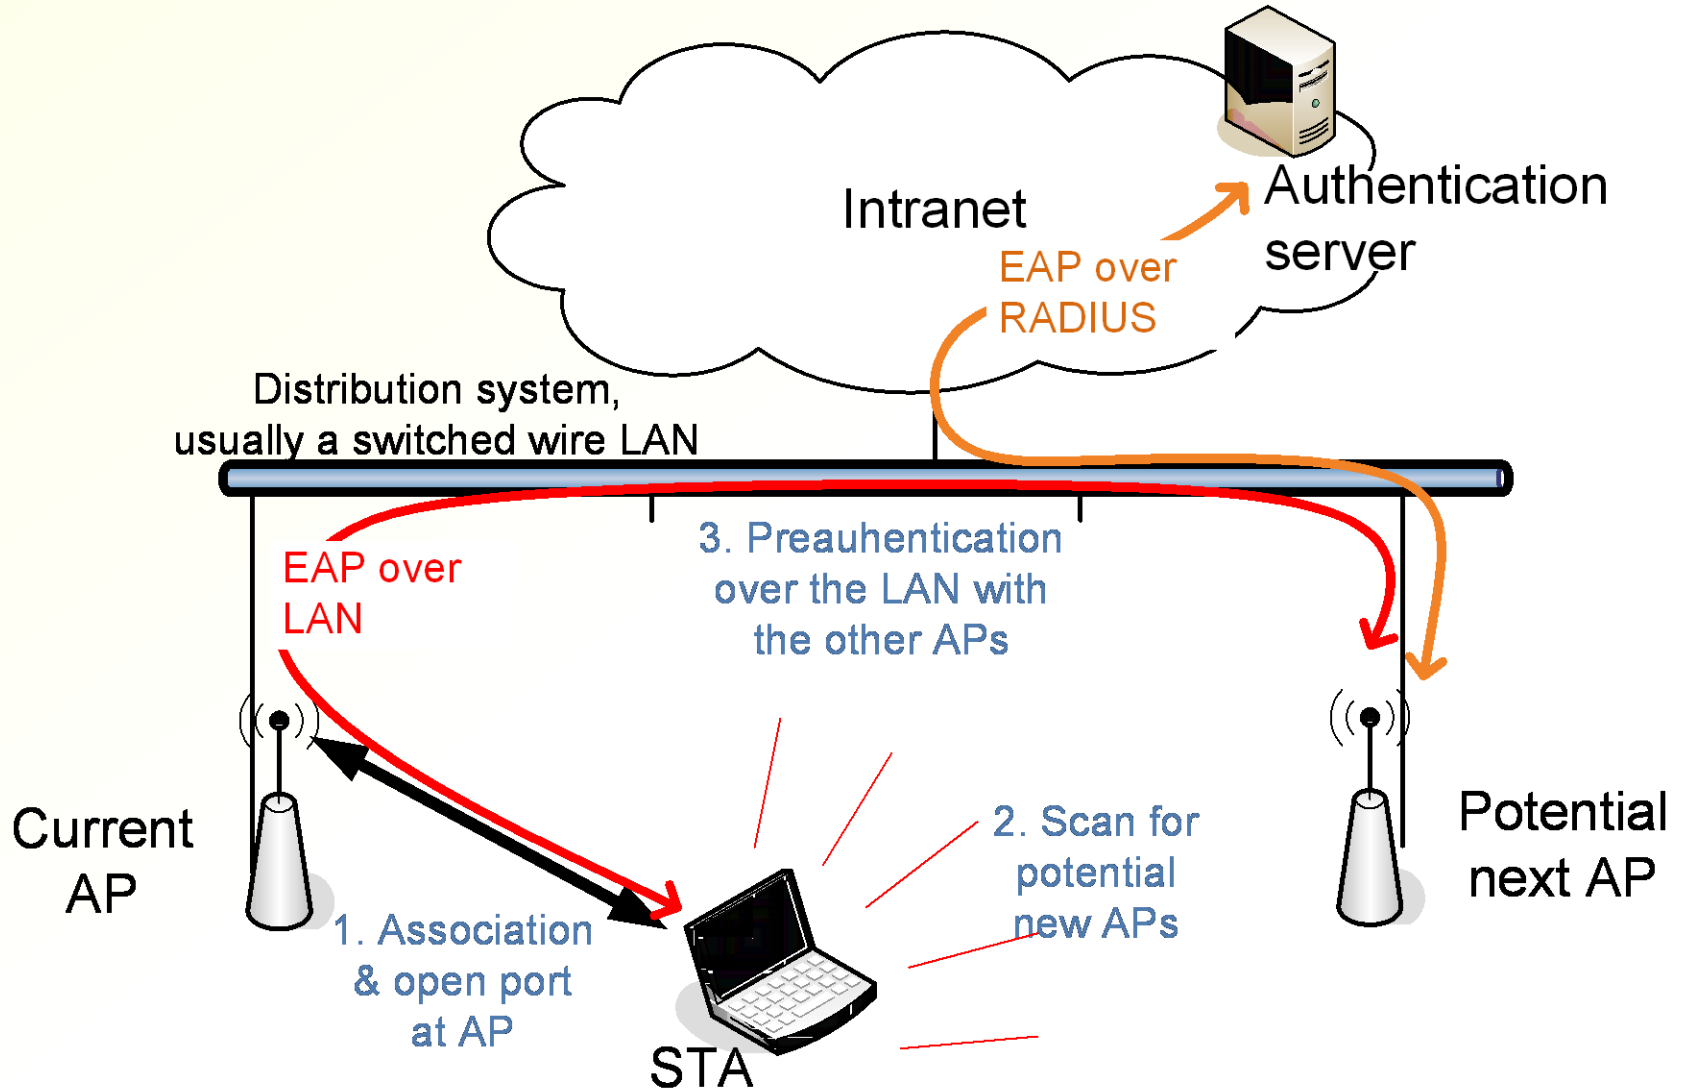 Intranet
Authentication
server
EAP over
RADIUS
Distribution system,
usually a switched wire LAN
EAP over
LAN
3. Preauhentication
over the LAN with
the other APs
Current
AP
2. Scan for
potential
new APs
Potential
next AP
1. Association
& open port
at AP
STA